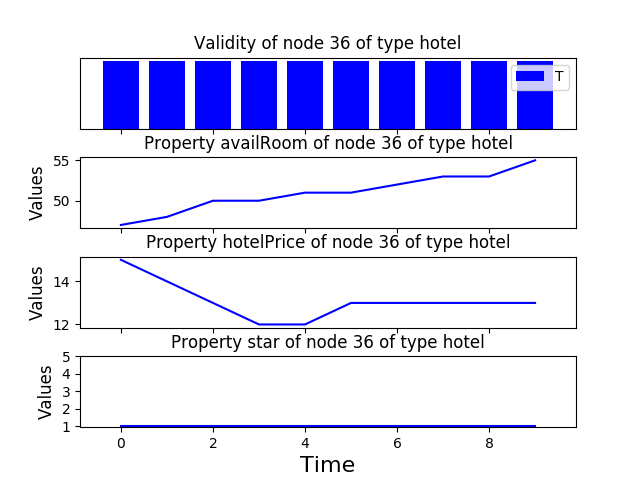 Validity of node 36 of type hotel
T
Property availRoom of node 36 of type hotel
55
50
Values
Property hotelPrice of node 36 of type hotel
14
12
Values
Property star of node 36 of type hotel
5
4
3
2
1
Values
0 2 4 6 8
Time